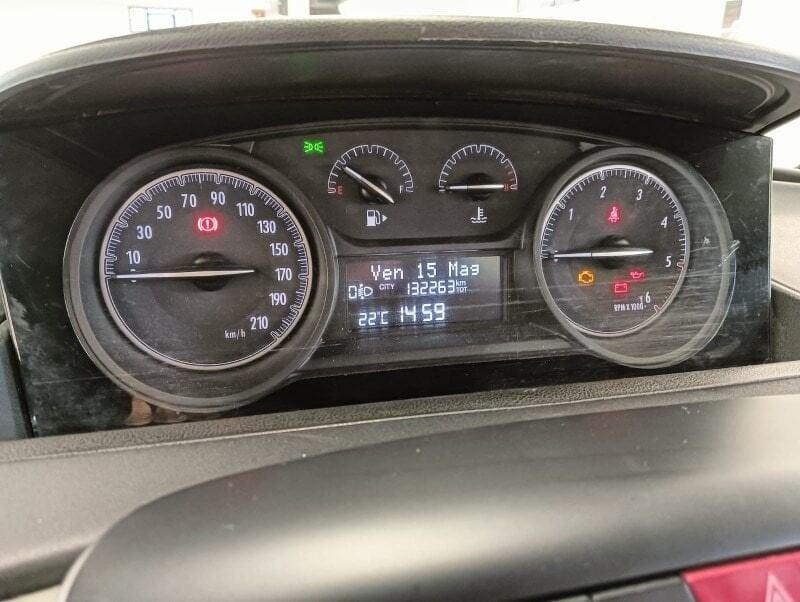 10 30 50 70 90 110 130 150 170 190 210
km/h
E F
H
Ven 15 Mag
CITY 132263 km TOT
22°C 14 59
1 2 3 4 5 6
RPM X 1000